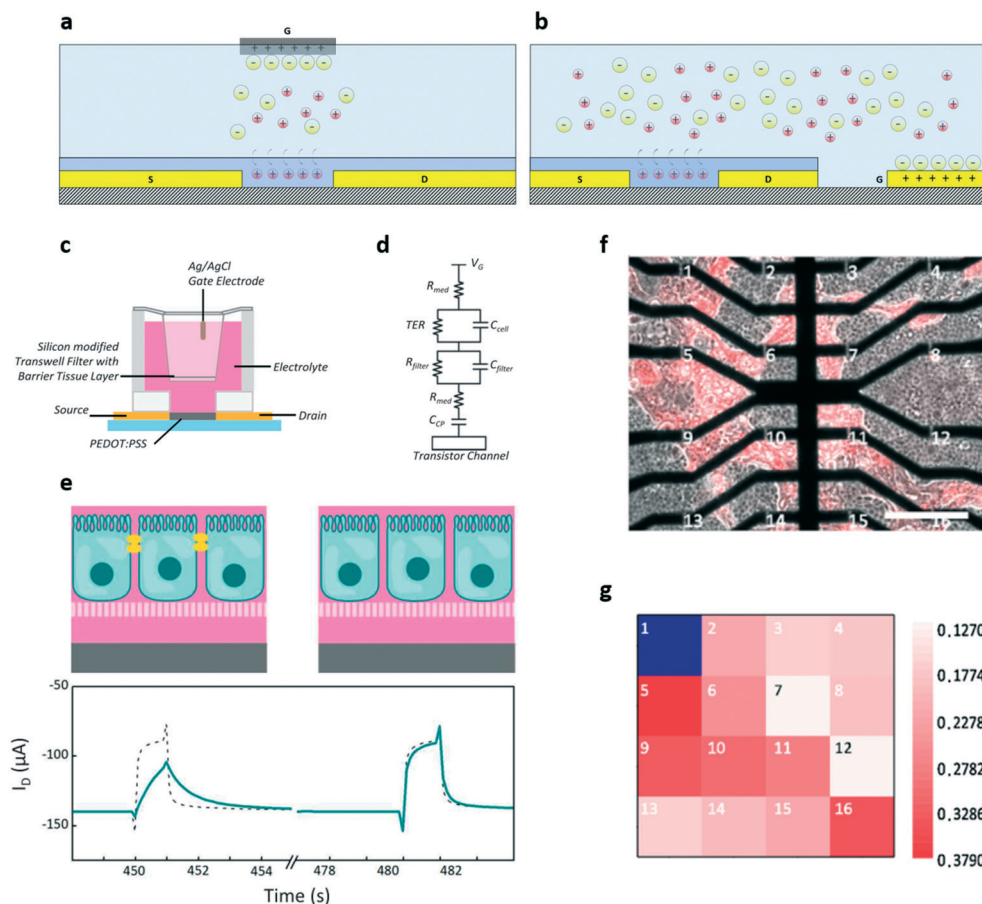 a
G
+ + + + + +
- - - - -
S
D
b
S
D
G
+ + + + + +
c
Ag/AgCl
Gate Electrode
Silicon modified
Transwell Filter with
Barrier Tissue Layer
Electrolyte
Source
Drain
PEDOT:PSS
d
V_G
R_med
TER
C_cell
R_filter
C_filter
R_med
C_CP
Transistor Channel
e
-50
-100
-150
I_D (µA)
450
452
454
478
480
482
Time (s)
f
1
2
3
4
5
6
7
8
9
10
11
12
13
14
15
16
g
1
2
3
4
5
6
7
8
9
10
11
12
13
14
15
16
0.1270
0.1774
0.2278
0.2782
0.3286
0.3790